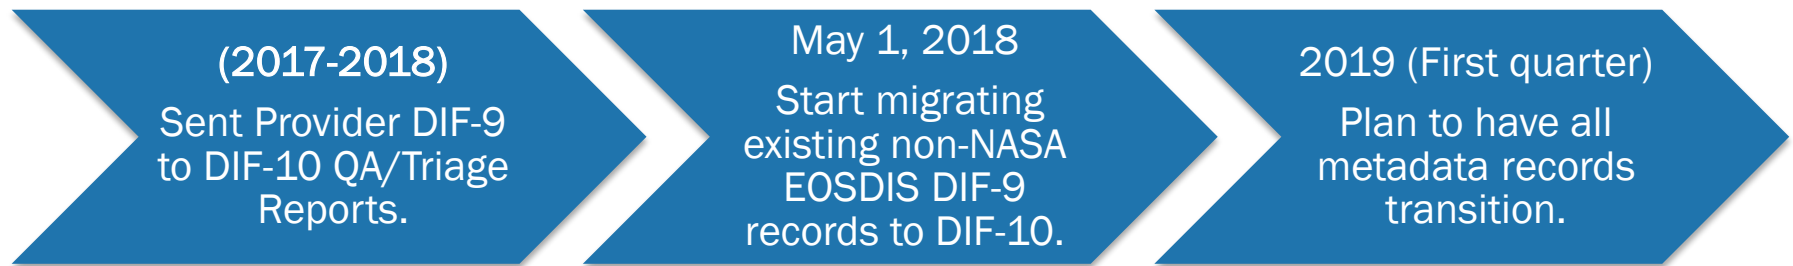 (2017-2018)
Sent Provider DIF-9
to DIF-10 QA/Triage
Reports.
May 1, 2018
Start migrating
existing non-NASA
EOSDIS DIF-9
records to DIF-10.
2019 (First quarter)
Plan to have all
metadata records
transition.